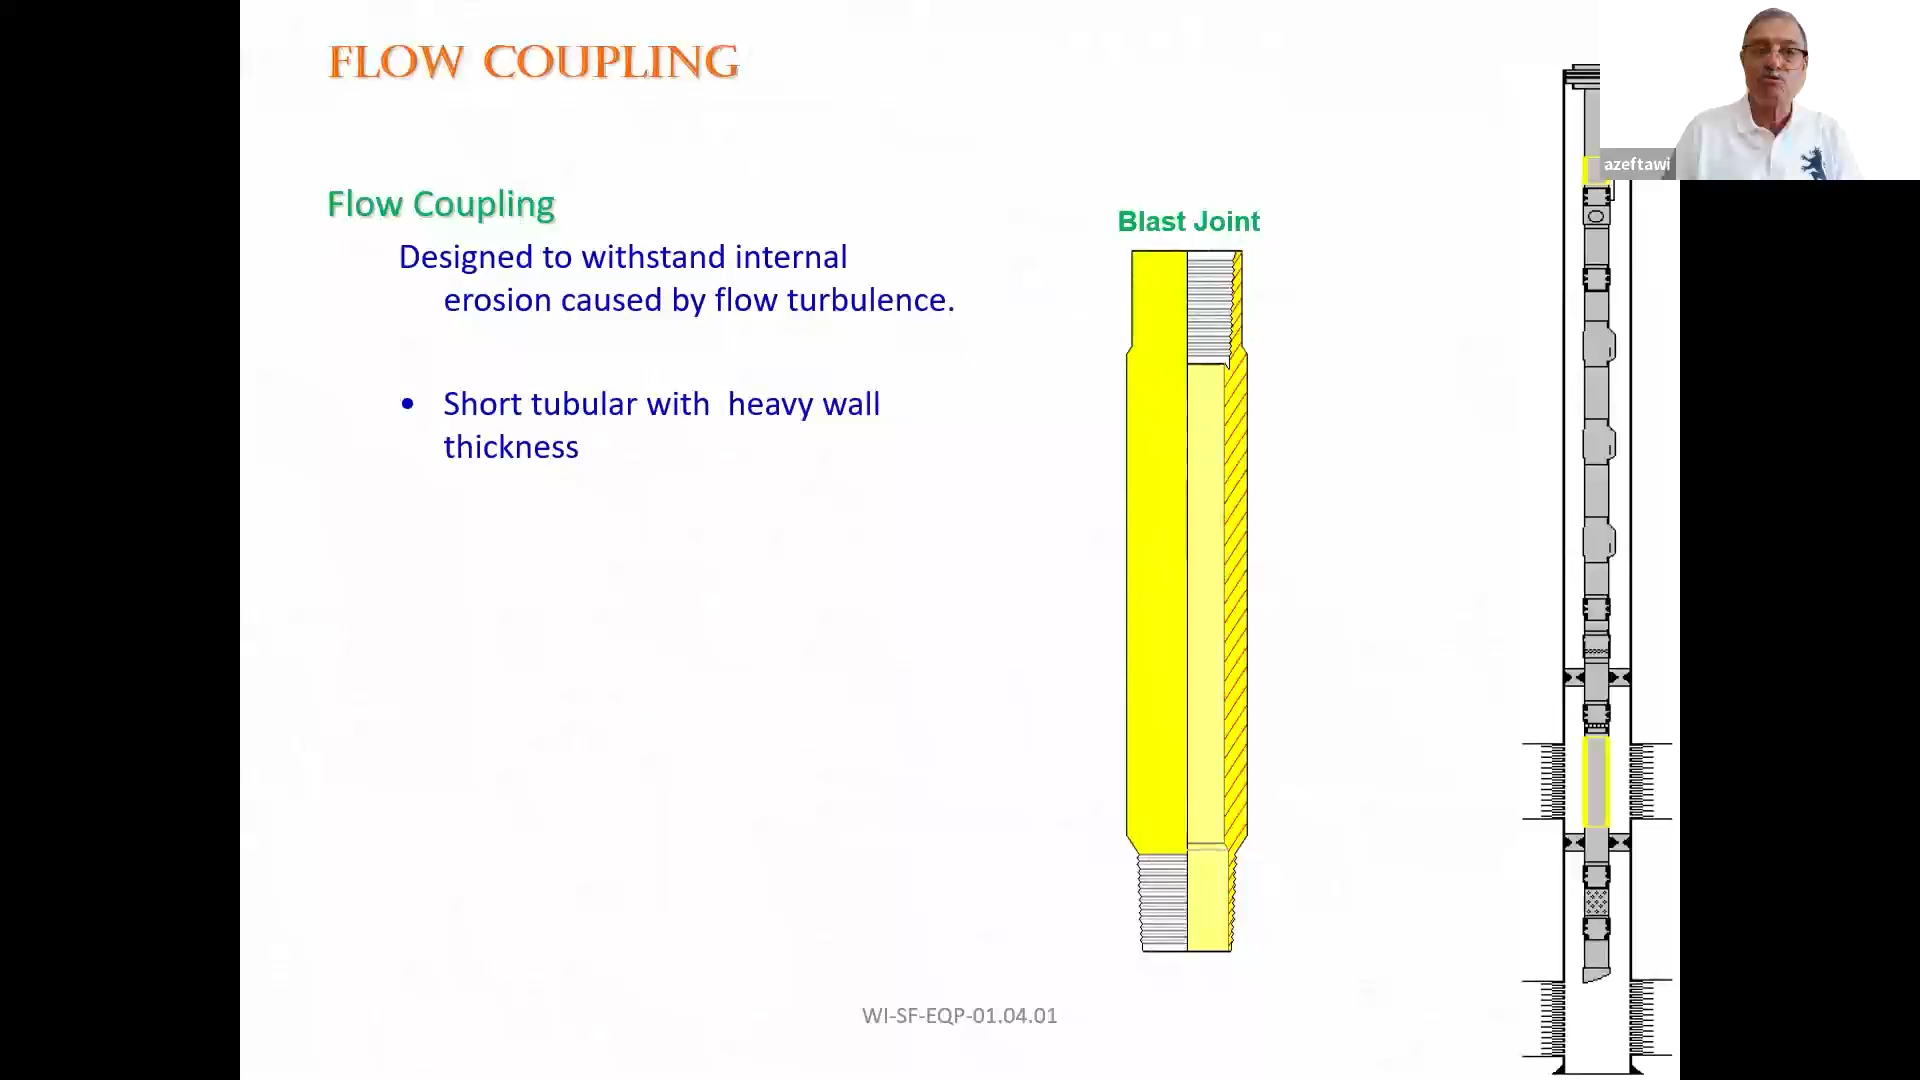 FLOW COUPLING
Flow Coupling
Designed to withstand internal
erosion caused by flow turbulence.
• Short tubular with heavy wall
thickness
Blast Joint
azeftawi
WI-SF-EQP-01.04.01